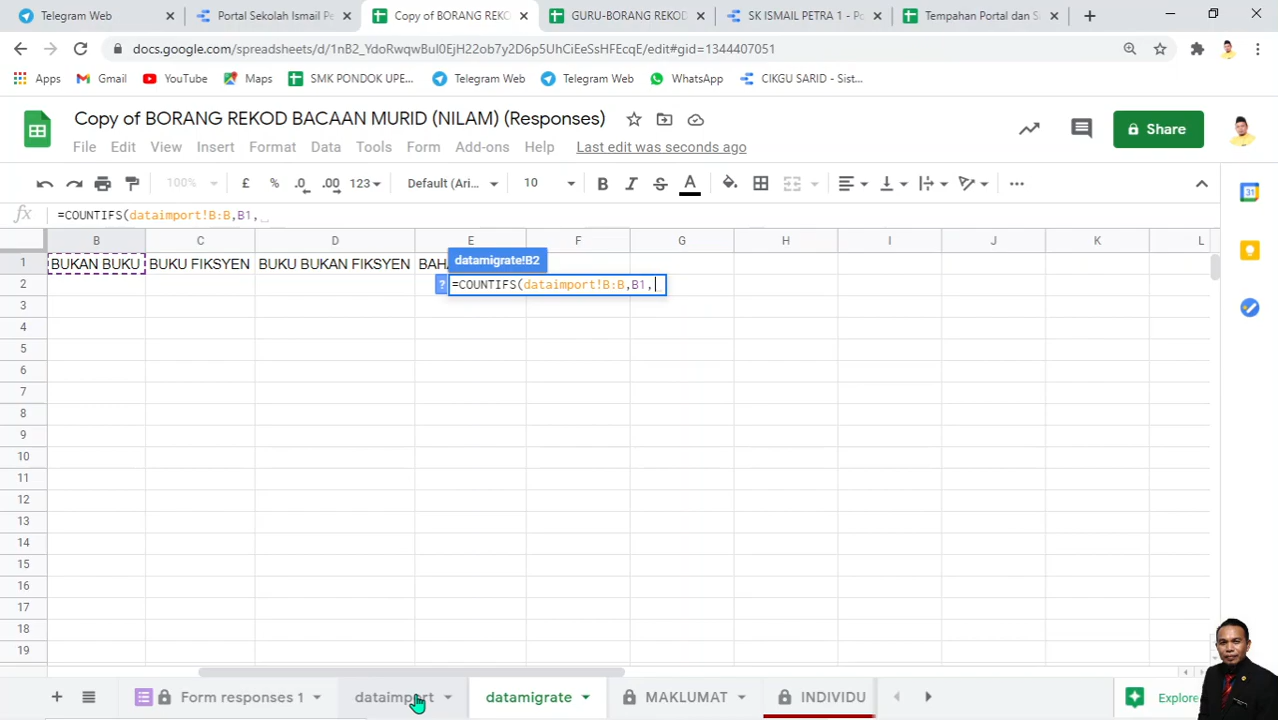 Telegram Web
Portal Sekolah Ismail Pe
Copy of BORANG REKO
GURU-BORANG REKOD
SK ISMAIL PETRA 1 - Po
Tempahan Portal dan Si
docs.google.com/spreadsheets/d/1nB2_YdoRwqwBuI0EjH22ob7y2D6p5UhCiEeSsHFEcqE/edit#gid=1344407051
Apps
Gmail
YouTube
Maps
SMK PONDOK UPE...
Telegram Web
Telegram Web
WhatsApp
CIKGU SARID - Sist...
Copy of BORANG REKOD BACAAN MURID (NILAM) (Responses)
File Edit View Insert Format Data Tools Form Add-ons Help Last edit was seconds ago
Share
100% £ % .0 .00 123 Default (Ari... 10 B I S A
fx =COUNTIFS(dataimport!B:B,B1,
B C D E F G H I J K L
1 BUKAN BUKU BUKU FIKSYEN BUKU BUKAN FIKSYEN BAHA
datamigrate!B2
2 ? =COUNTIFS(dataimport!B:B,B1,
3
4
5
6
7
8
9
10
11
12
13
14
15
16
17
18
19
Form responses 1 dataimport datamigrate MAKLUMAT INDIVIDU Explore